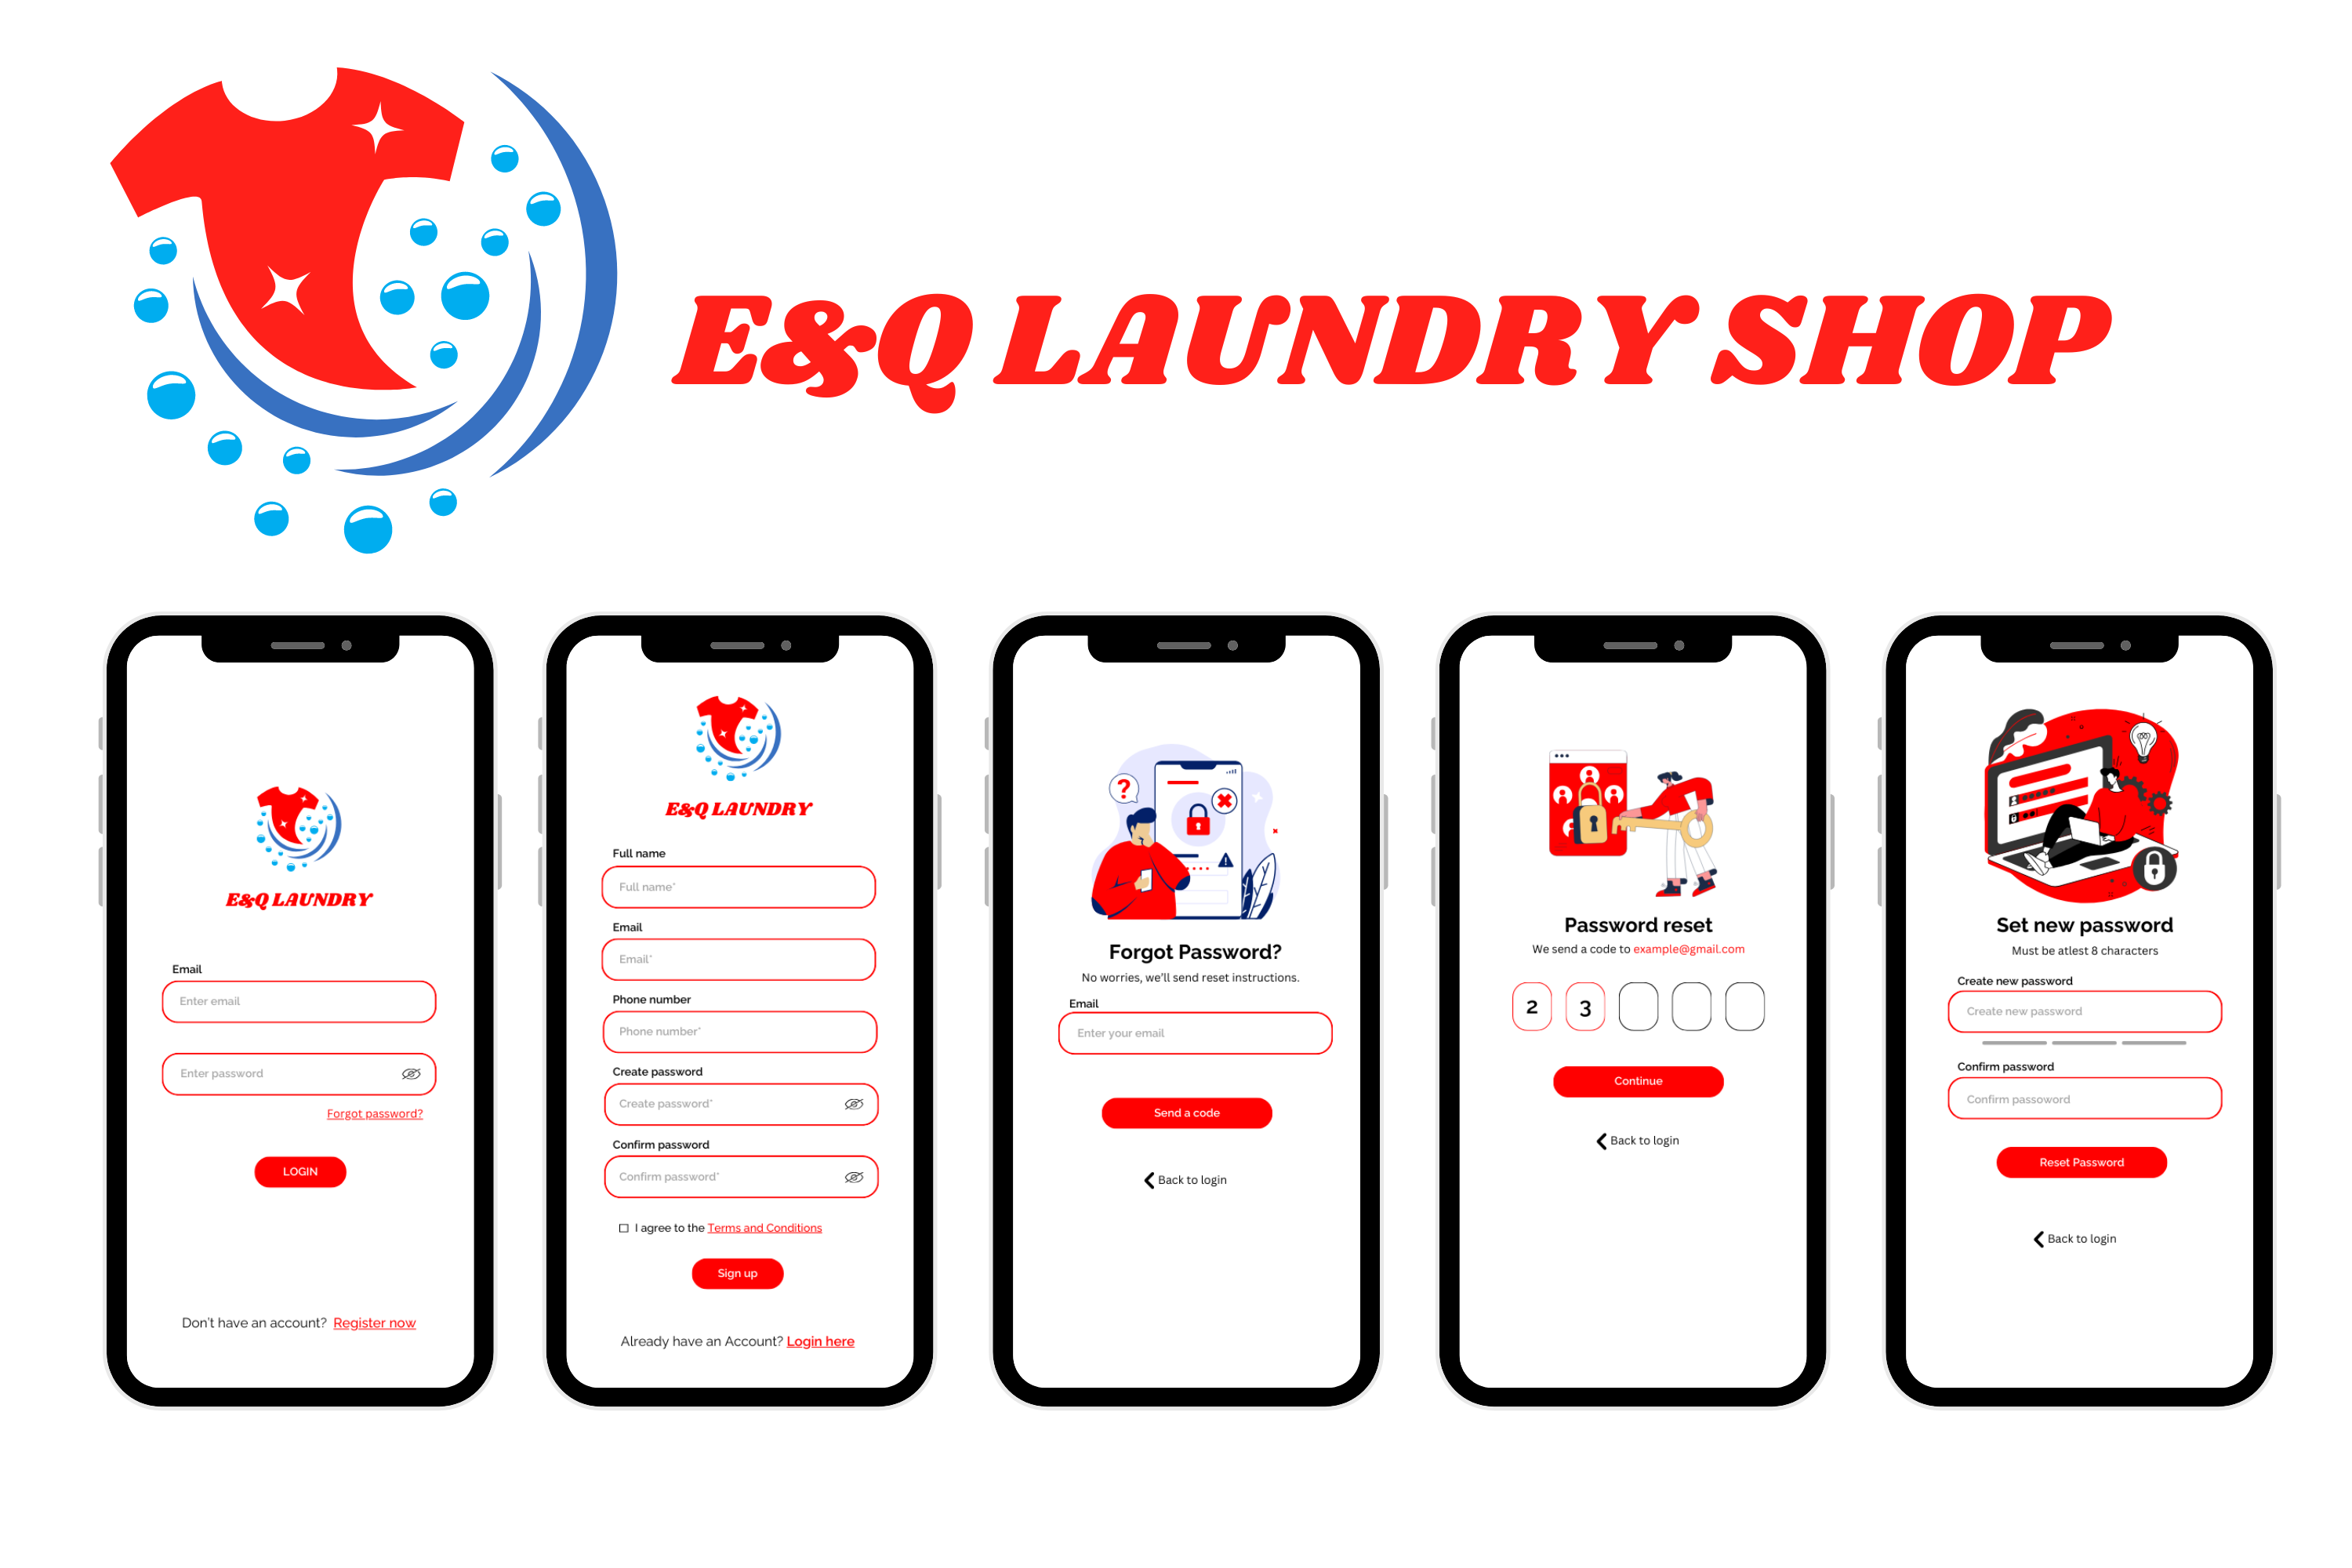 E&Q LAUNDRY SHOP
E&Q LAUNDRY
Email
Enter email
Enter password
Forgot password?
LOGIN
Don't have an account? Register now
E&Q LAUNDRY
Full name
Full name*
Email
Email*
Phone number
Phone number*
Create password
Create password*
Confirm password
Confirm password*
I agree to the Terms and Conditions
Sign up
Already have an Account? Login here
?
Forgot Password?
No worries, we'll send reset instructions.
Email
Enter your email
Send a code
Back to login
Password reset
We send a code to example@gmail.com
2 3
Continue
Back to login
Set new password
Must be atlest 8 characters
Create new password
Create new password
Confirm password
Confirm passoword
Reset Password
Back to login